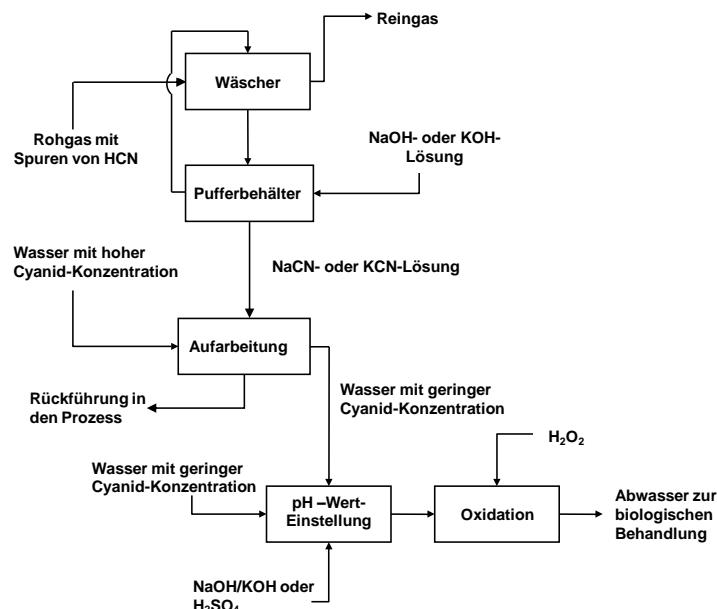 Reingas
Wäscher
Rohgas mit
Spuren von HCN
NaOH- oder KOH-
Lösung
Pufferbehälter
Wasser mit hoher
Cyanid-Konzentration
NaCN- oder KCN-Lösung
Aufarbeitung
Rückführung in
den Prozess
Wasser mit geringer
Cyanid-Konzentration
H₂O₂
Wasser mit geringer
Cyanid-Konzentration
pH –Wert-
Einstellung
Oxidation
Abwasser zur
biologischen
Behandlung
NaOH/KOH oder
H₂SO₄